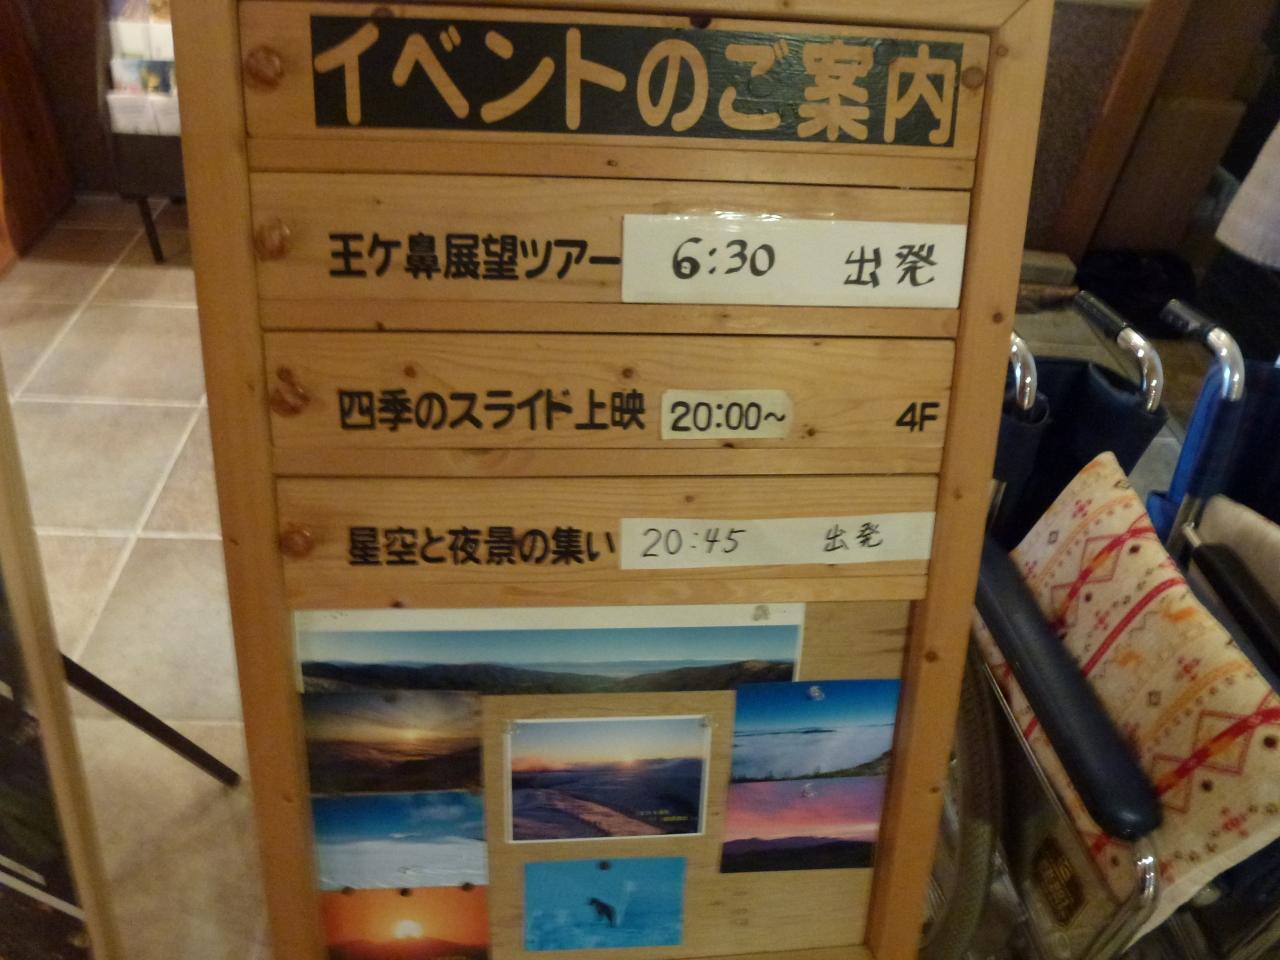 イベントのご案内
王ケ鼻展望ツアー 6:30 出発
四季のスライド上映 20:00～ 4F
星空と夜景の集い 20:45 出発